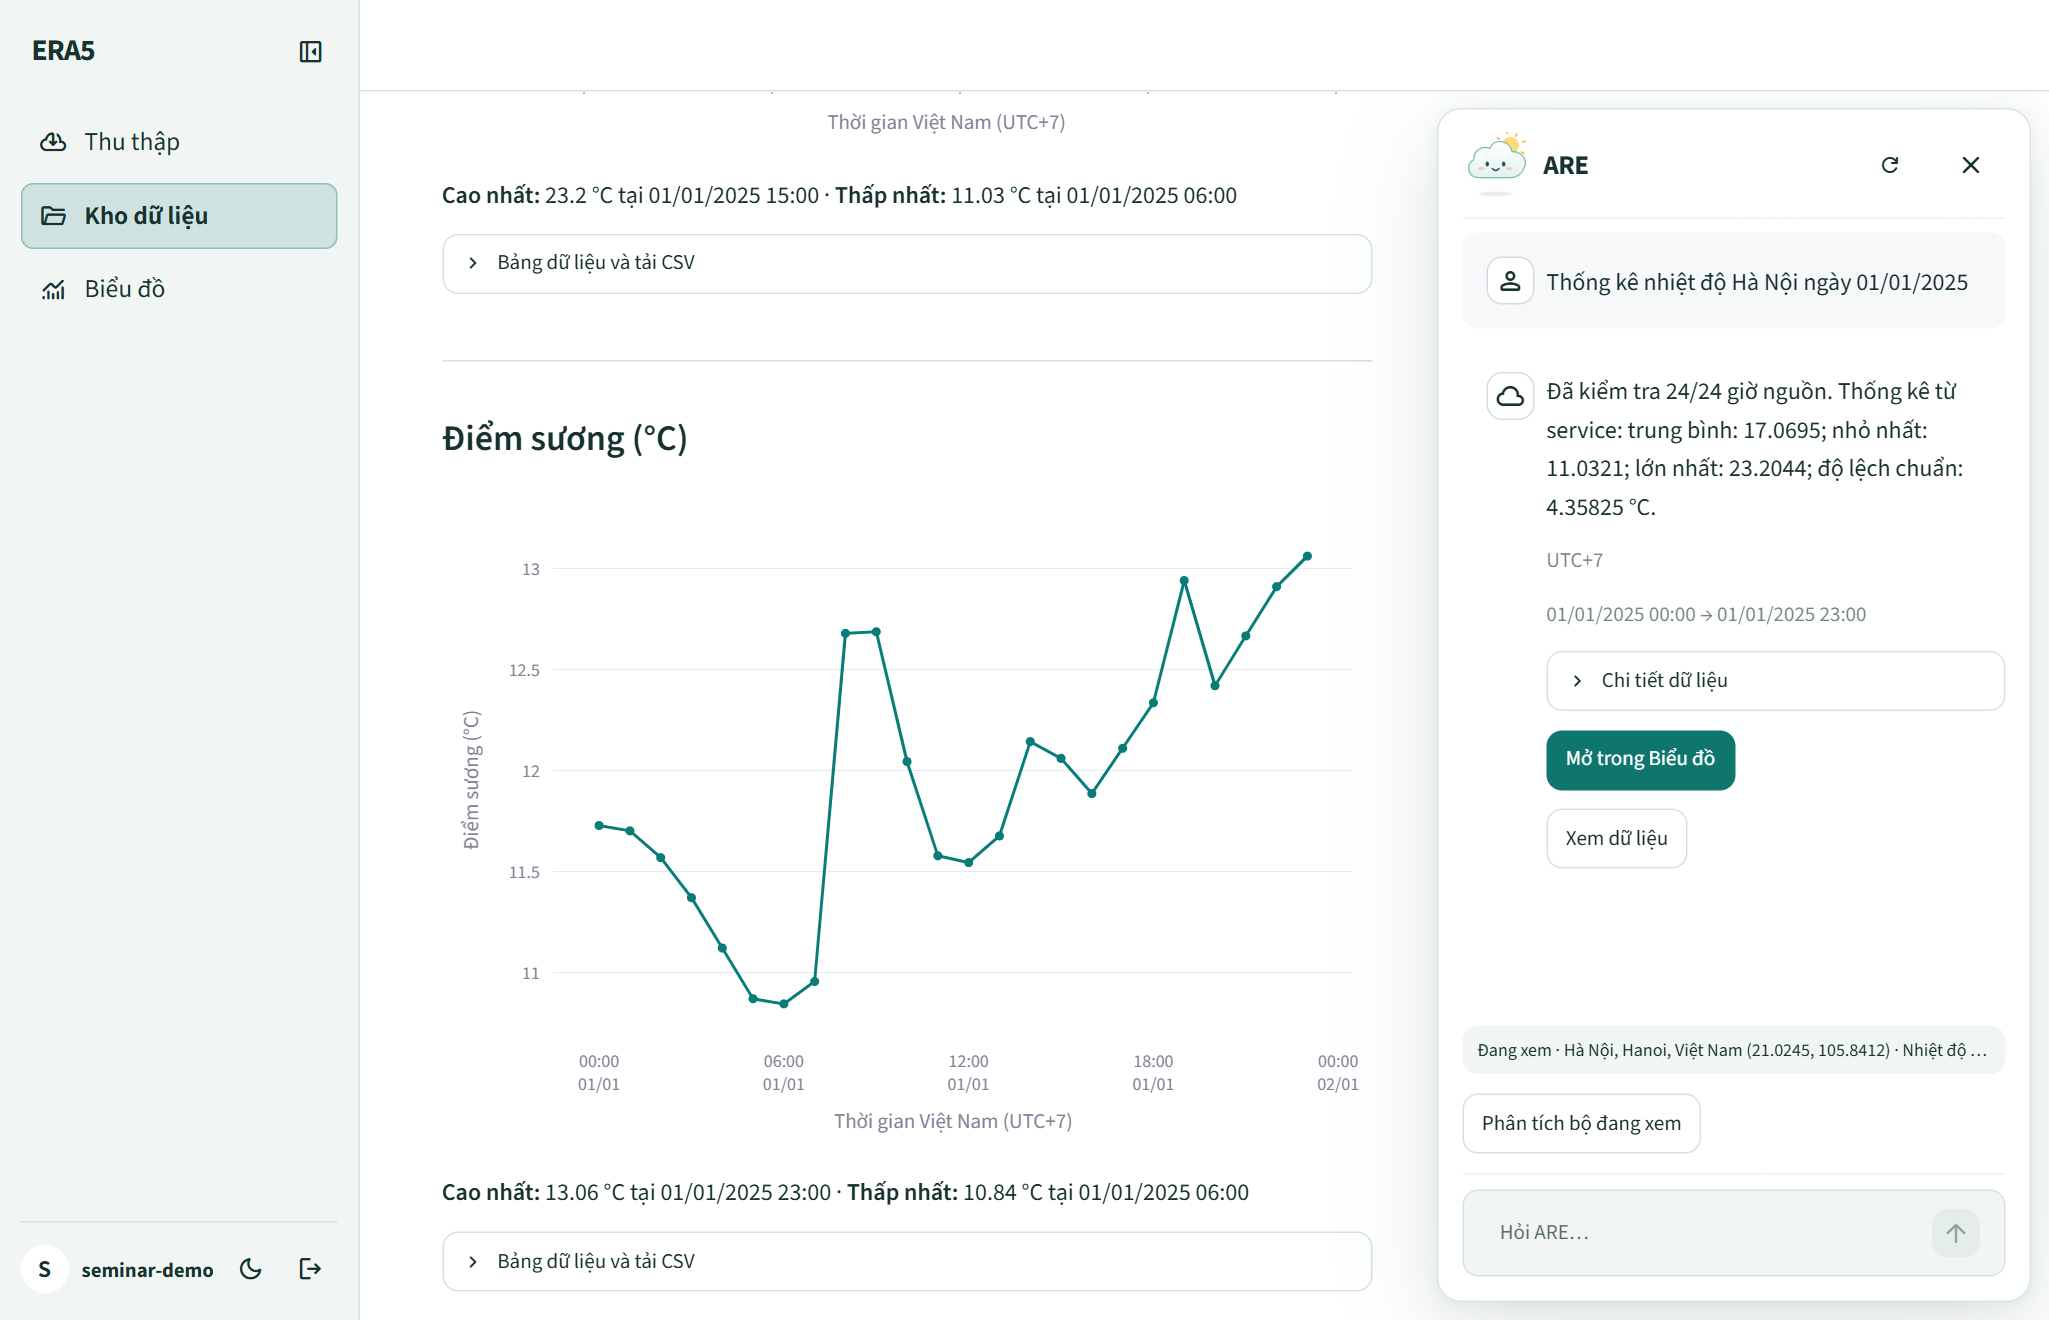 ERA5
Thu thập
Kho dữ liệu
Biểu đồ
S
seminar-demo
Thời gian Việt Nam (UTC+7)
Cao nhất: 23.2 °C tại 01/01/2025 15:00 · Thấp nhất: 11.03 °C tại 01/01/2025 06:00
Bảng dữ liệu và tải CSV
Điểm sương (°C)
Điểm sương (°C)
13
12.5
12
11.5
11
00:00
01/01
06:00
01/01
12:00
01/01
18:00
01/01
00:00
02/01
Thời gian Việt Nam (UTC+7)
Cao nhất: 13.06 °C tại 01/01/2025 23:00 · Thấp nhất: 10.84 °C tại 01/01/2025 06:00
Bảng dữ liệu và tải CSV
ARE
Thống kê nhiệt độ Hà Nội ngày 01/01/2025
Đã kiểm tra 24/24 giờ nguồn. Thống kê từ
service: trung bình: 17.0695; nhỏ nhất:
11.0321; lớn nhất: 23.2044; độ lệch chuẩn:
4.35825 °C.
UTC+7
01/01/2025 00:00 → 01/01/2025 23:00
Chi tiết dữ liệu
Mở trong Biểu đồ
Xem dữ liệu
Đang xem · Hà Nội, Hanoi, Việt Nam (21.0245, 105.8412) · Nhiệt độ …
Phân tích bộ đang xem
Hỏi ARE…